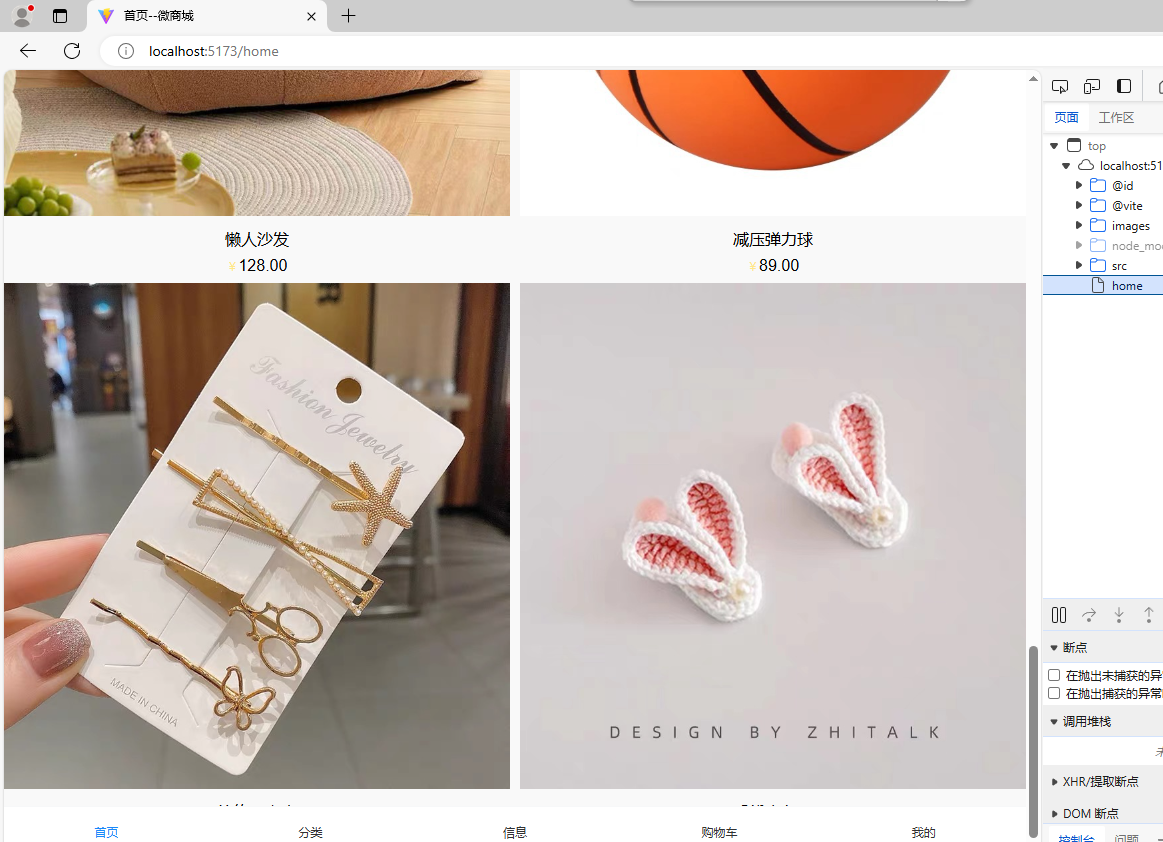 首页--微商城
localhost:5173/home
页面
工作区
top
localhost:51
@id
@vite
images
node_mo
src
home
懒人沙发
减压弹力球
¥128.00
¥89.00
Fashion Jewelry
MADE IN CHINA
DESIGN BY ZHITALK
断点
在抛出未捕获的异
在抛出捕获的异常
调用堆栈
XHR/提取断点
DOM 断点
首页
分类
信息
购物车
我的
控制台
问题